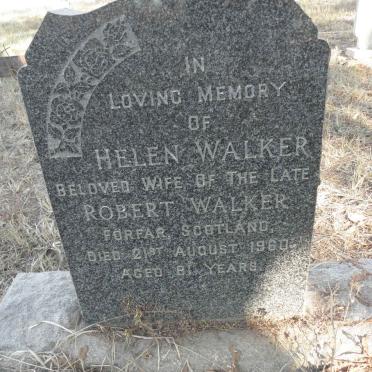 IN
LOVING MEMORY
OF
HELEN WALKER
BELOVED WIFE OF THE LATE
ROBERT WALKER
FORFAR, SCOTLAND.
DIED 21ST AUGUST 1960.
AGED 81 YEARS.